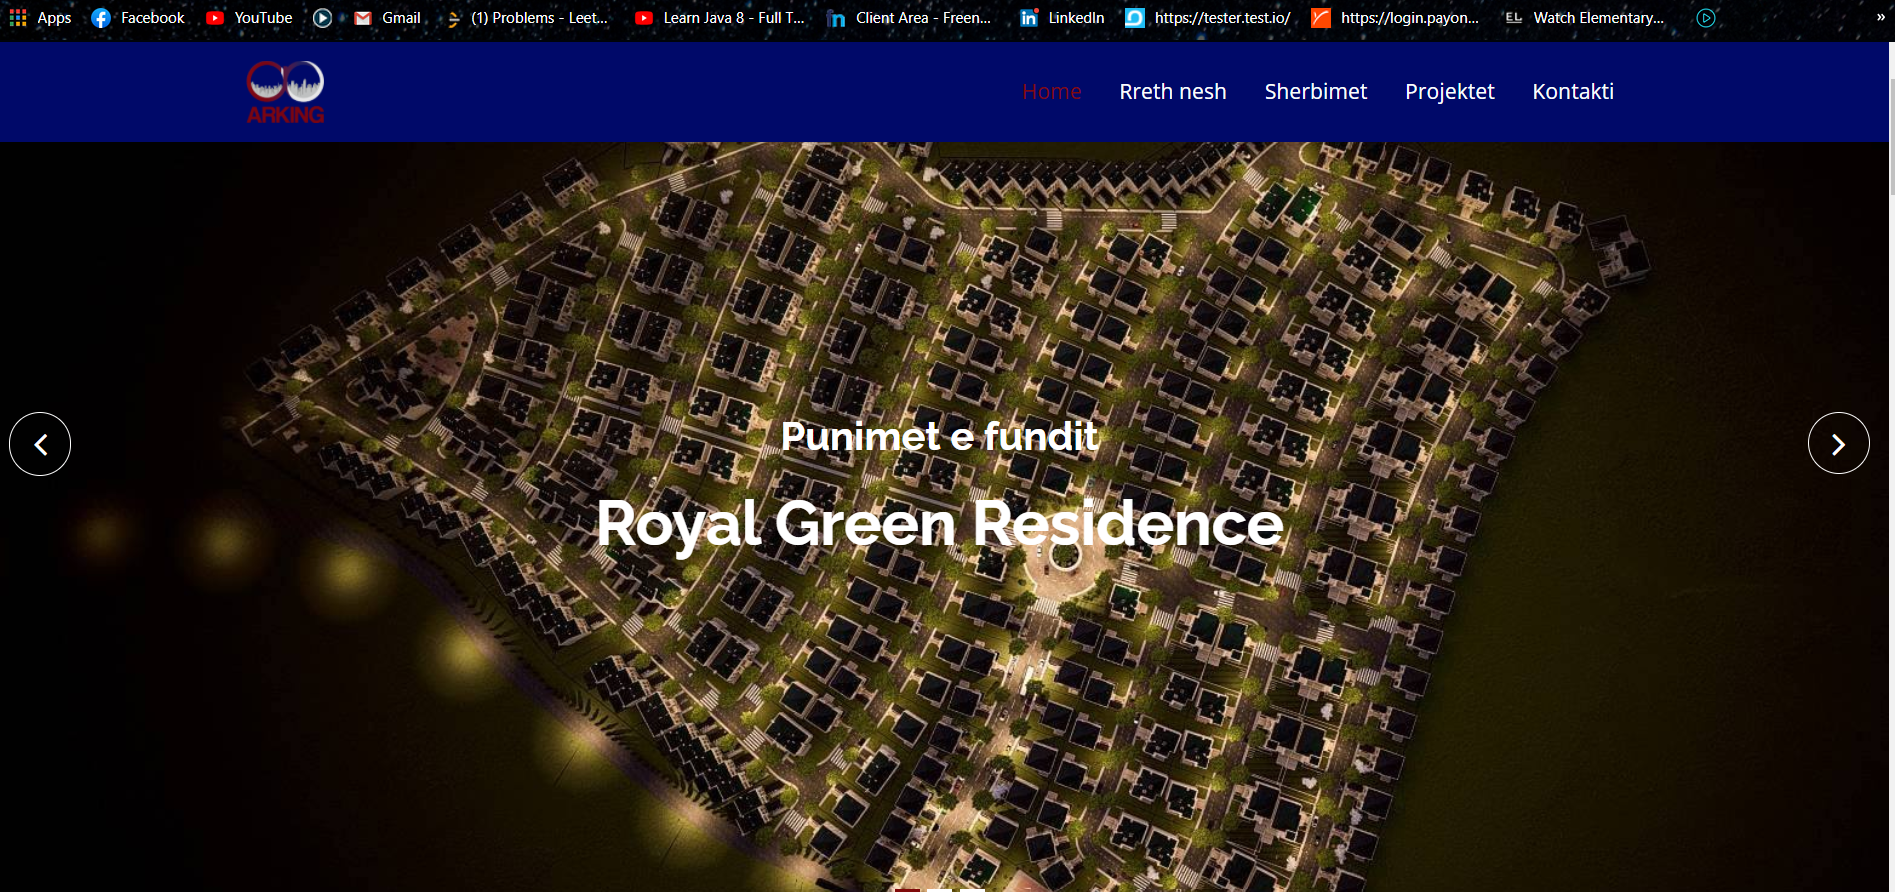 Apps Facebook YouTube Gmail (1) Problems - Leet... Learn Java 8 - Full T... Client Area - Freen... LinkedIn https://tester.test.io/ https://login.payon... EL Watch Elementary... »
ARKING
Home Rreth nesh Sherbimet Projektet Kontakti
Punimet e fundit
Royal Green Residence